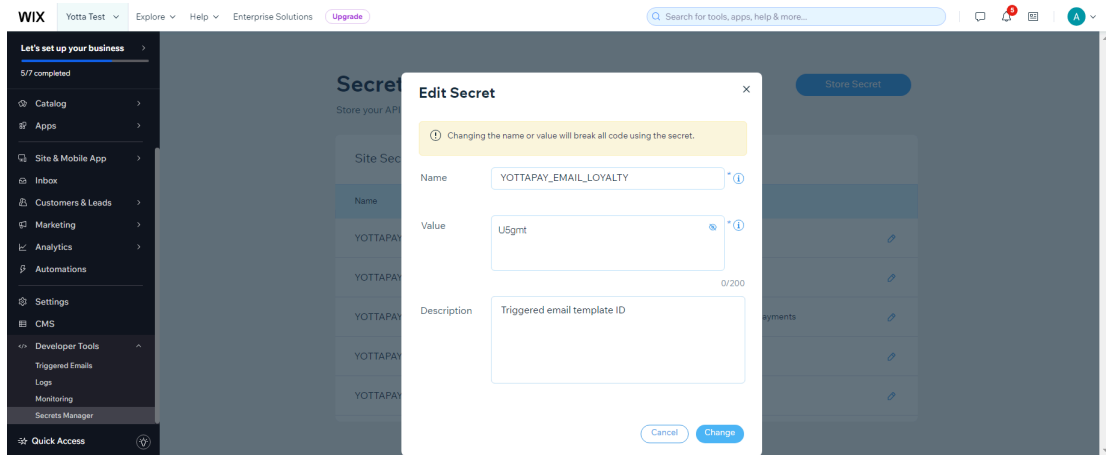 WIX Yotta Test Explore Help Enterprise Solutions Upgrade Search for tools, apps, help & more... 5 A
Let's set up your business
5/7 completed
Catalog
Apps
Site & Mobile App
Inbox
Customers & Leads
Marketing
Analytics
Automations
Settings
CMS
Developer Tools
Triggered Emails
Logs
Monitoring
Secrets Manager
Quick Access
Secret
Store Secret
Store your API
Site Sec
Name
YOTTAPAY
YOTTAPAY
YOTTAPAY
ayments
YOTTAPAY
YOTTAPAY
Edit Secret
Changing the name or value will break all code using the secret.
Name YOTTAPAY_EMAIL_LOYALTY *
Value U5gmt *
0/200
Description Triggered email template ID
Cancel Change